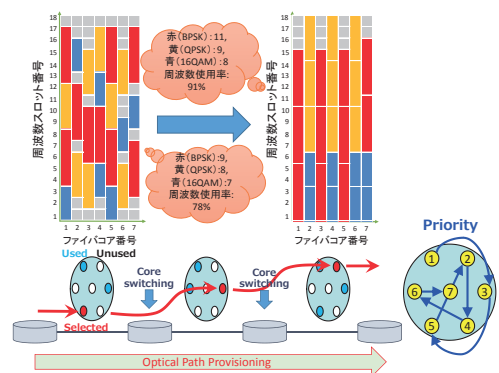 周波数スロット番号
18
17
16
15
14
13
12
11
10
9
8
7
6
5
4
3
2
1
1 2 3 4 5 6 7
ファイバコア番号
赤(BPSK):11,
黄(QPSK):9,
青(16QAM):8
周波数使用率:
91%
赤(BPSK):9,
黄(QPSK):8,
青(16QAM):7
周波数使用率:
78%
周波数スロット番号
18
17
16
15
14
13
12
11
10
9
8
7
6
5
4
3
2
1
1 2 3 4 5 6 7
ファイバコア番号
Used Unused
Core
switching
Core
switching
Selected
Optical Path Provisioning
Priority
1
2
6
7
3
5
4